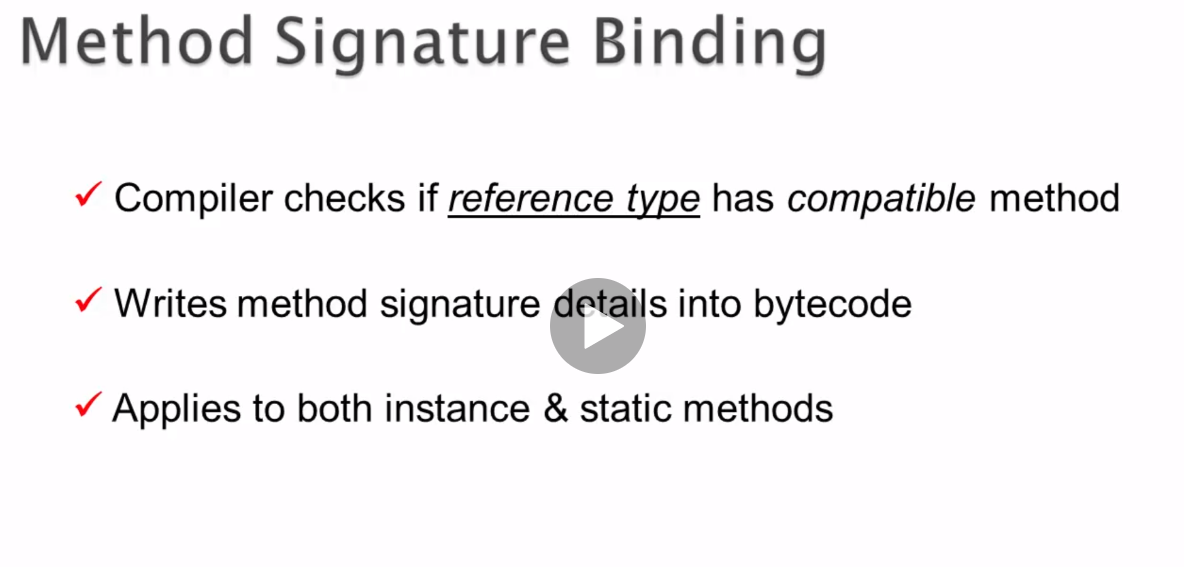 Method Signature Binding
✓ Compiler checks if reference type has compatible method
✓ Writes method signature details into bytecode
✓ Applies to both instance & static methods